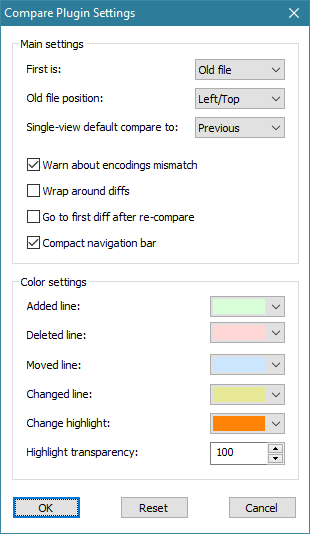 Compare Plugin Settings
Main settings
First is: Old file
Old file position: Left/Top
Single-view default compare to: Previous
Warn about encodings mismatch
Wrap around diffs
Go to first diff after re-compare
Compact navigation bar
Color settings
Added line:
Deleted line:
Moved line:
Changed line:
Change highlight:
Highlight transparency: 100
OK Reset Cancel